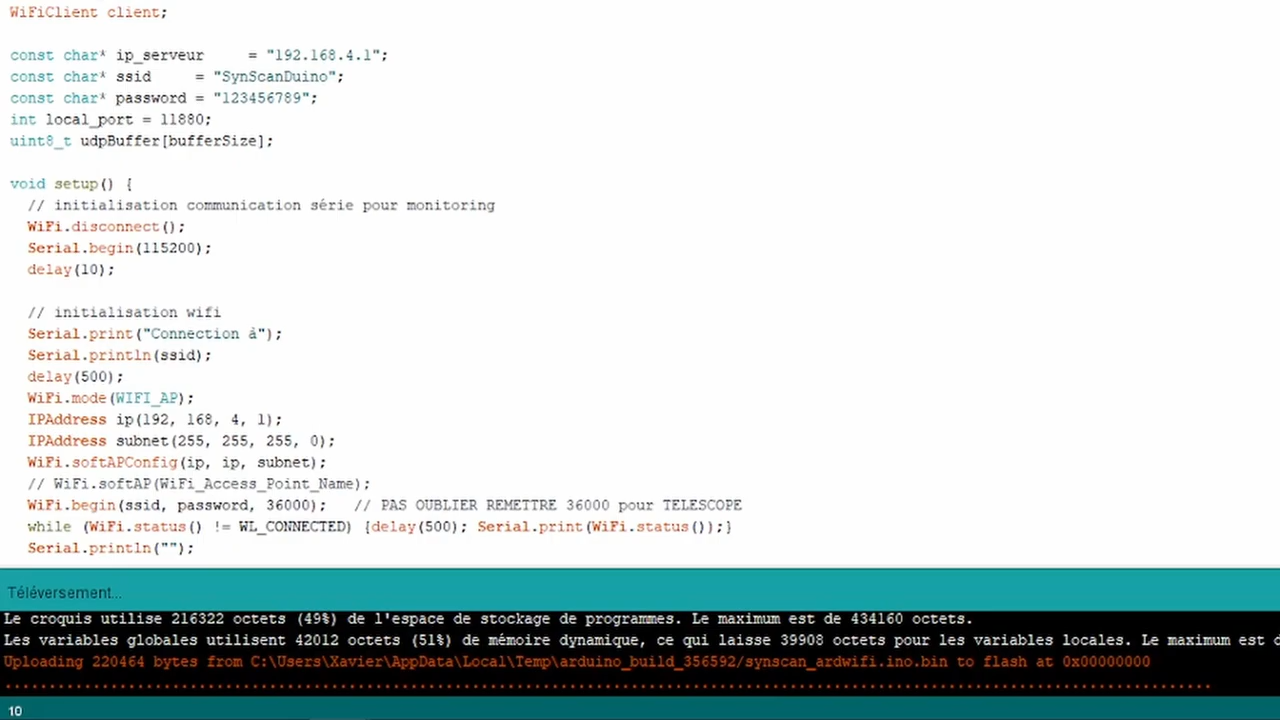 WiFiClient client;
const char* ip_serveur     = "192.168.4.1";
const char* ssid     = "SynScanDuino";
const char* password = "123456789";
int local_port = 11880;
uint8_t udpBuffer[bufferSize];
void setup() {
  // initialisation communication série pour monitoring
  WiFi.disconnect();
  Serial.begin(115200);
  delay(10);
  // initialisation wifi
  Serial.print("Connection à");
  Serial.println(ssid);
  delay(500);
  WiFi.mode(WIFI_AP);
  IPAddress ip(192, 168, 4, 1);
  IPAddress subnet(255, 255, 255, 0);
  WiFi.softAPConfig(ip, ip, subnet);
  // WiFi.softAP(WiFi_Access_Point_Name);
  WiFi.begin(ssid, password, 36000);   // PAS OUBLIER REMETTRE 36000 pour TELESCOPE
  while (WiFi.status() != WL_CONNECTED) {delay(500); Serial.print(WiFi.status());}
  Serial.println("");
Téléversement...
Le croquis utilise 216322 octets (49%) de l'espace de stockage de programmes. Le maximum est de 434160 octets.
Les variables globales utilisent 42012 octets (51%) de mémoire dynamique, ce qui laisse 39908 octets pour les variables locales. Le maximum est d
Uploading 220464 bytes from C:\Users\Xavier\AppData\Local\Temp\arduino_build_356592/synscan_ardwifi.ino.bin to flash at 0x00000000
........................................................................................................................................
10